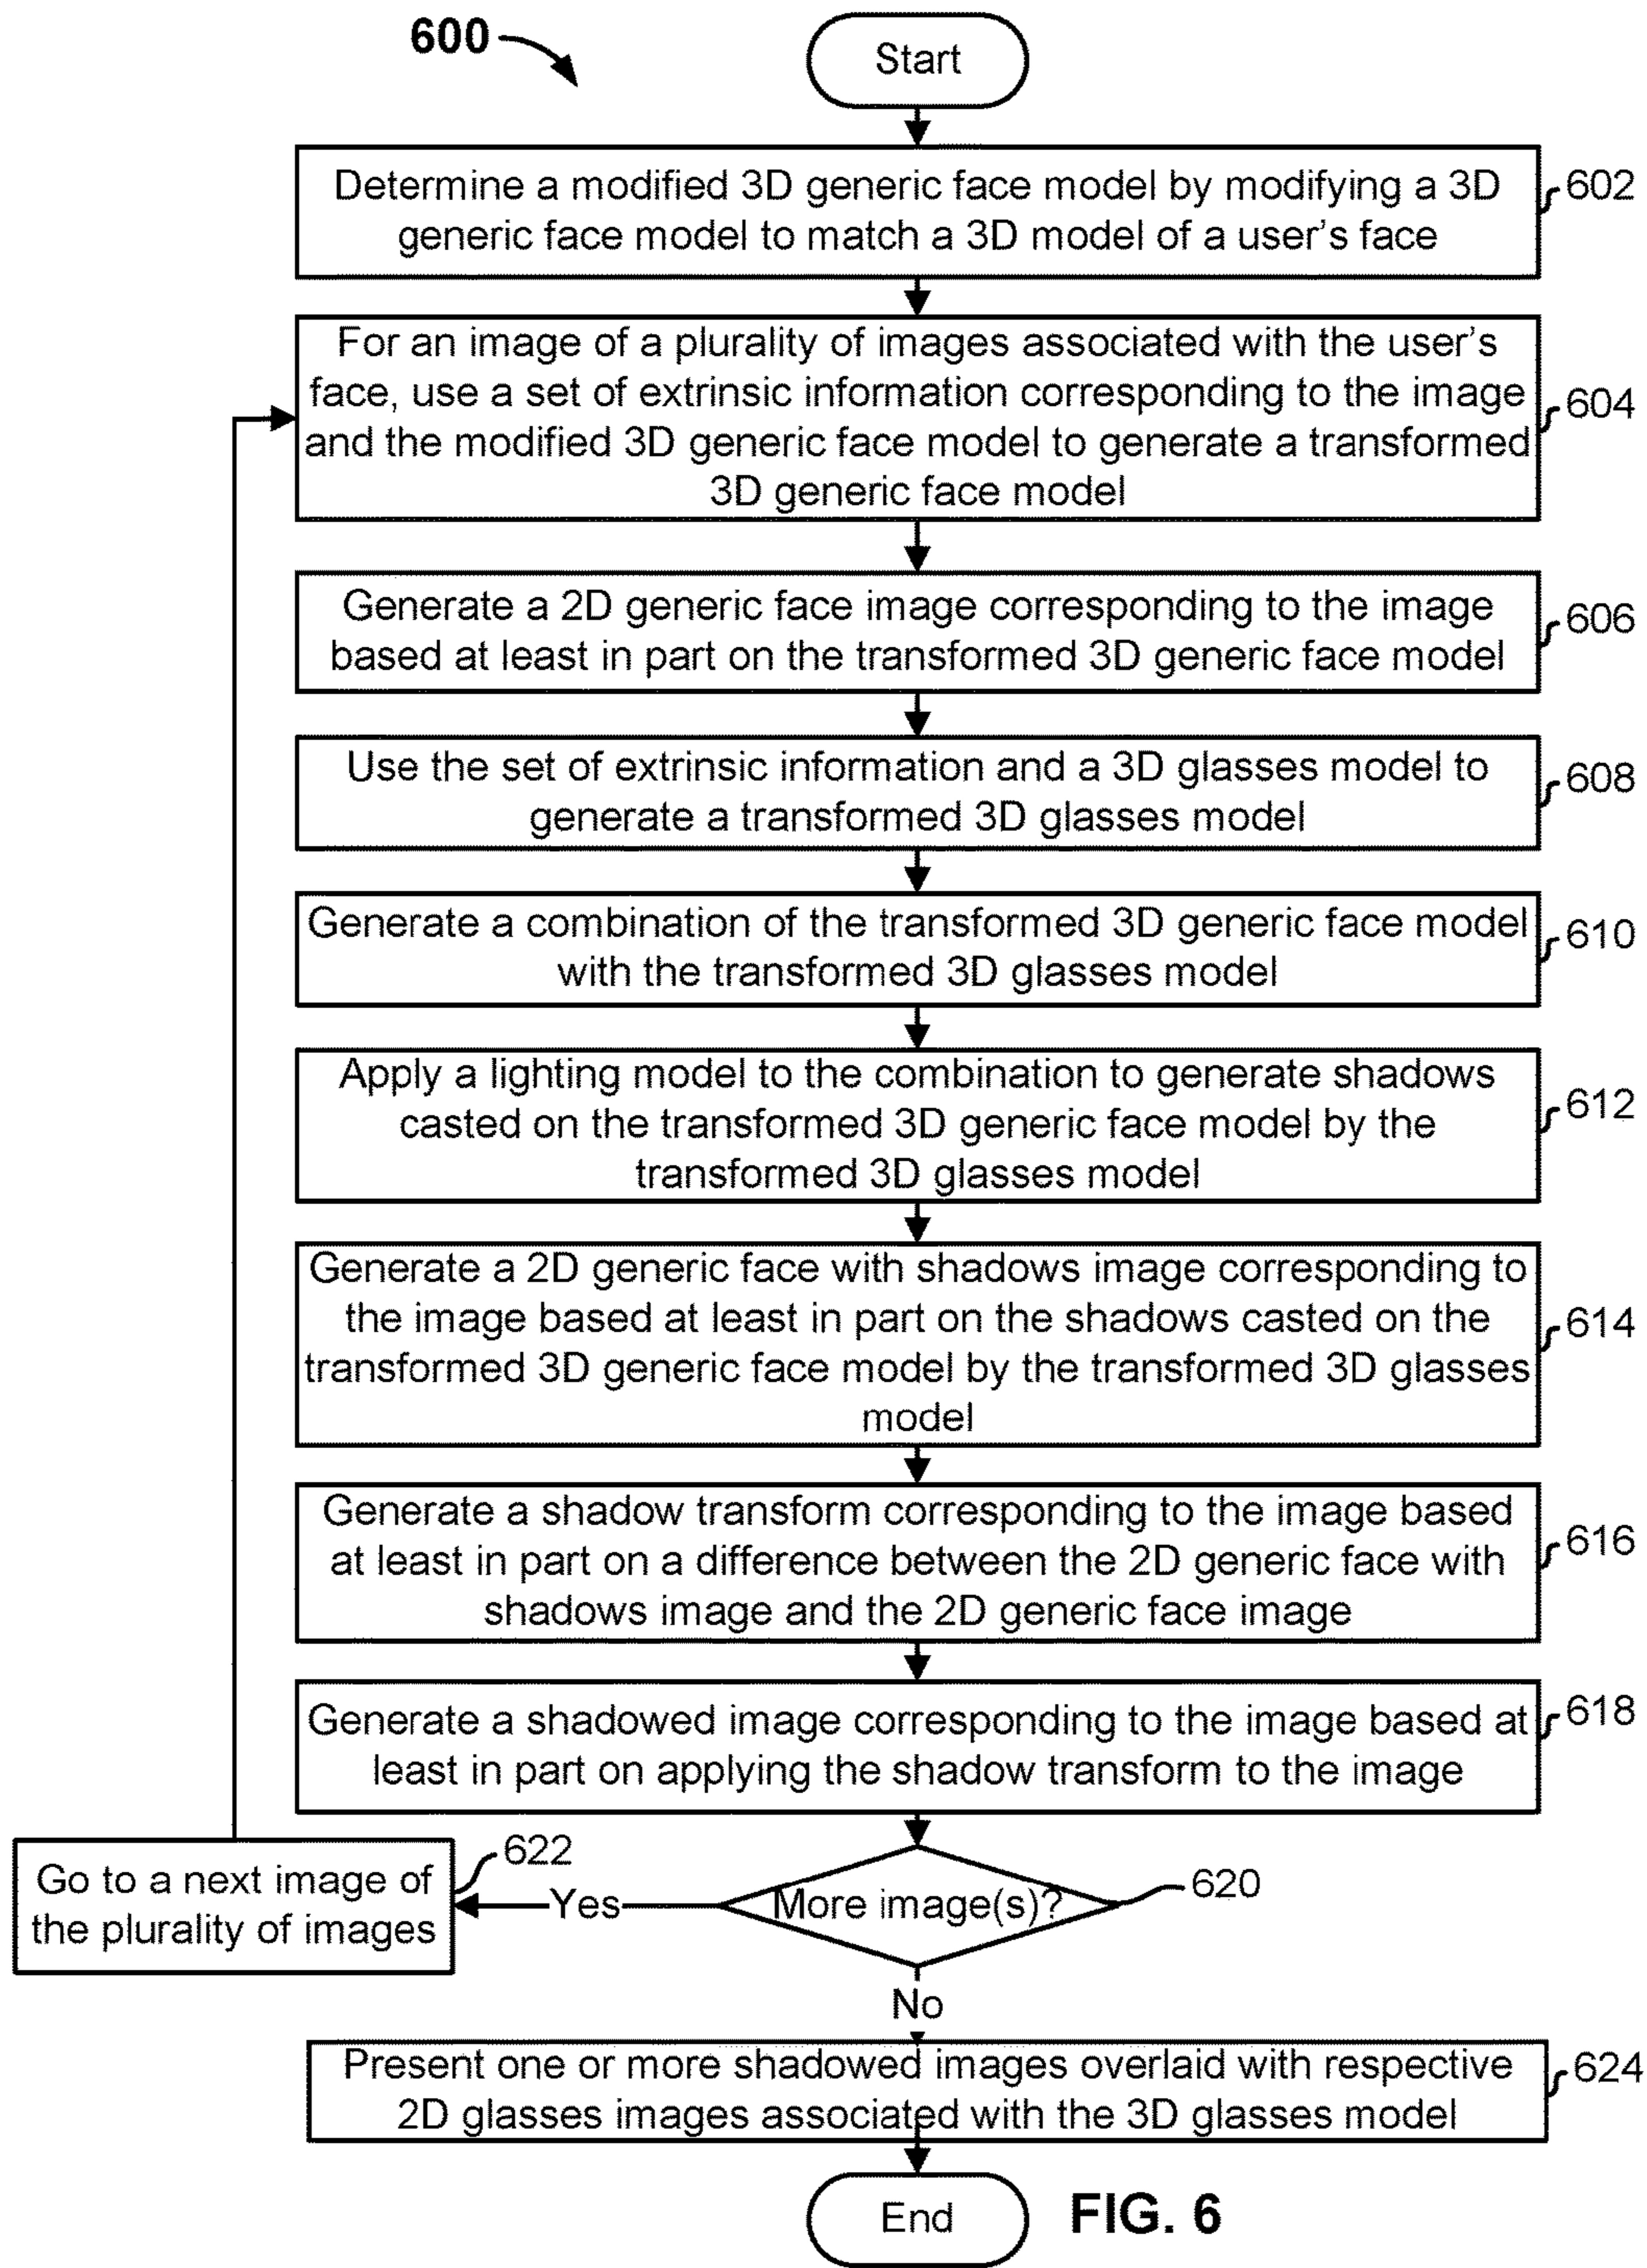 600
Start
Determine a modified 3D generic face model by modifying a 3D
generic face model to match a 3D model of a user's face
602
For an image of a plurality of images associated with the user's
face, use a set of extrinsic information corresponding to the image
and the modified 3D generic face model to generate a transformed
3D generic face model
604
Generate a 2D generic face image corresponding to the image
based at least in part on the transformed 3D generic face model
606
Use the set of extrinsic information and a 3D glasses model to
generate a transformed 3D glasses model
608
Generate a combination of the transformed 3D generic face model
with the transformed 3D glasses model
610
Apply a lighting model to the combination to generate shadows
casted on the transformed 3D generic face model by the
transformed 3D glasses model
612
Generate a 2D generic face with shadows image corresponding to
the image based at least in part on the shadows casted on the
transformed 3D generic face model by the transformed 3D glasses
model
614
Generate a shadow transform corresponding to the image based
at least in part on a difference between the 2D generic face with
shadows image and the 2D generic face image
616
Generate a shadowed image corresponding to the image based at
least in part on applying the shadow transform to the image
618
More image(s)?
620
Yes
Go to a next image of
the plurality of images
622
No
Present one or more shadowed images overlaid with respective
2D glasses images associated with the 3D glasses model
624
End
FIG. 6